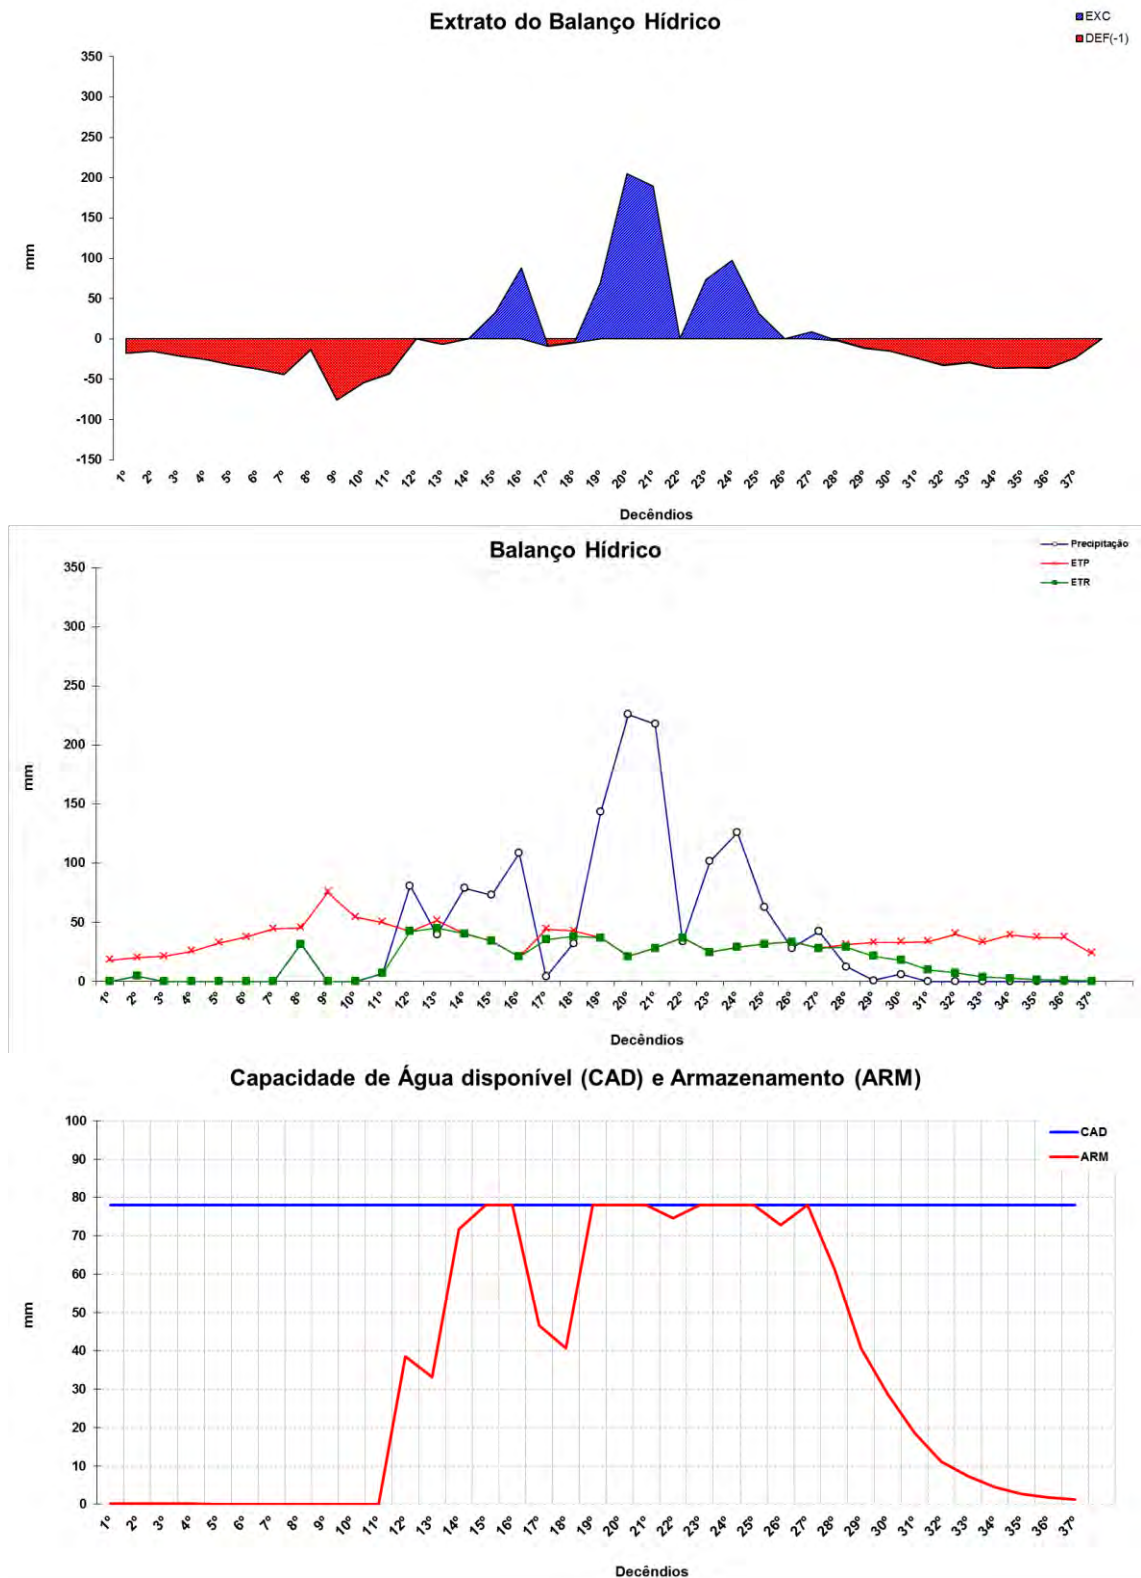 Extrato do Balanço Hídrico
EXC
DEF(-1)
350
300
250
200
150
100
50
0
-50
-100
-150
mm
1º 2º 3º 4º 5º 6º 7º 8º 9º 10º 11º 12º 13º 14º 15º 16º 17º 18º 19º 20º 21º 22º 23º 24º 25º 26º 27º 28º 29º 30º 31º 32º 33º 34º 35º 36º 37º
Decêndios
Balanço Hídrico
Precipitação
ETP
ETR
350
300
250
200
150
100
50
0
mm
1º 2º 3º 4º 5º 6º 7º 8º 9º 10º 11º 12º 13º 14º 15º 16º 17º 18º 19º 20º 21º 22º 23º 24º 25º 26º 27º 28º 29º 30º 31º 32º 33º 34º 35º 36º 37º
Decêndios
Capacidade de Água disponível (CAD) e Armazenamento (ARM)
CAD
ARM
100
90
80
70
60
50
40
30
20
10
0
mm
1º 2º 3º 4º 5º 6º 7º 8º 9º 10º 11º 12º 13º 14º 15º 16º 17º 18º 19º 20º 21º 22º 23º 24º 25º 26º 27º 28º 29º 30º 31º 32º 33º 34º 35º 36º 37º
Decêndios